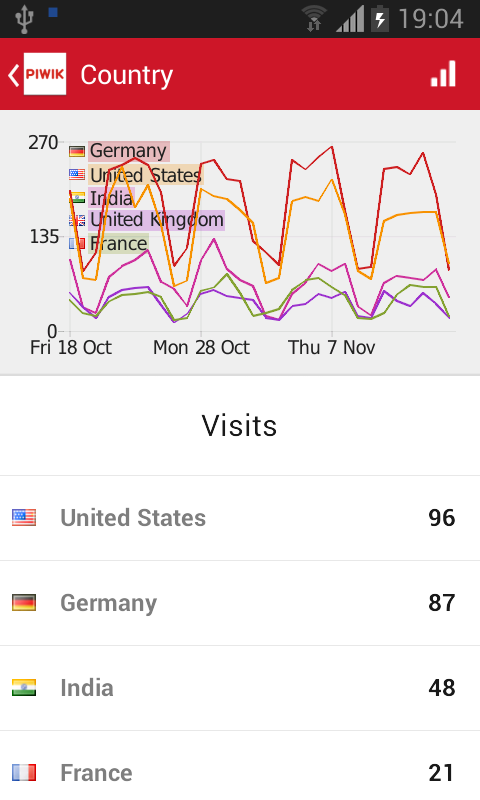 19:04
PIWIK Country
270
Germany
United States
India
135
United Kingdom
France
0
Fri 18 Oct Mon 28 Oct Thu 7 Nov
Visits
United States 96
Germany 87
India 48
France 21